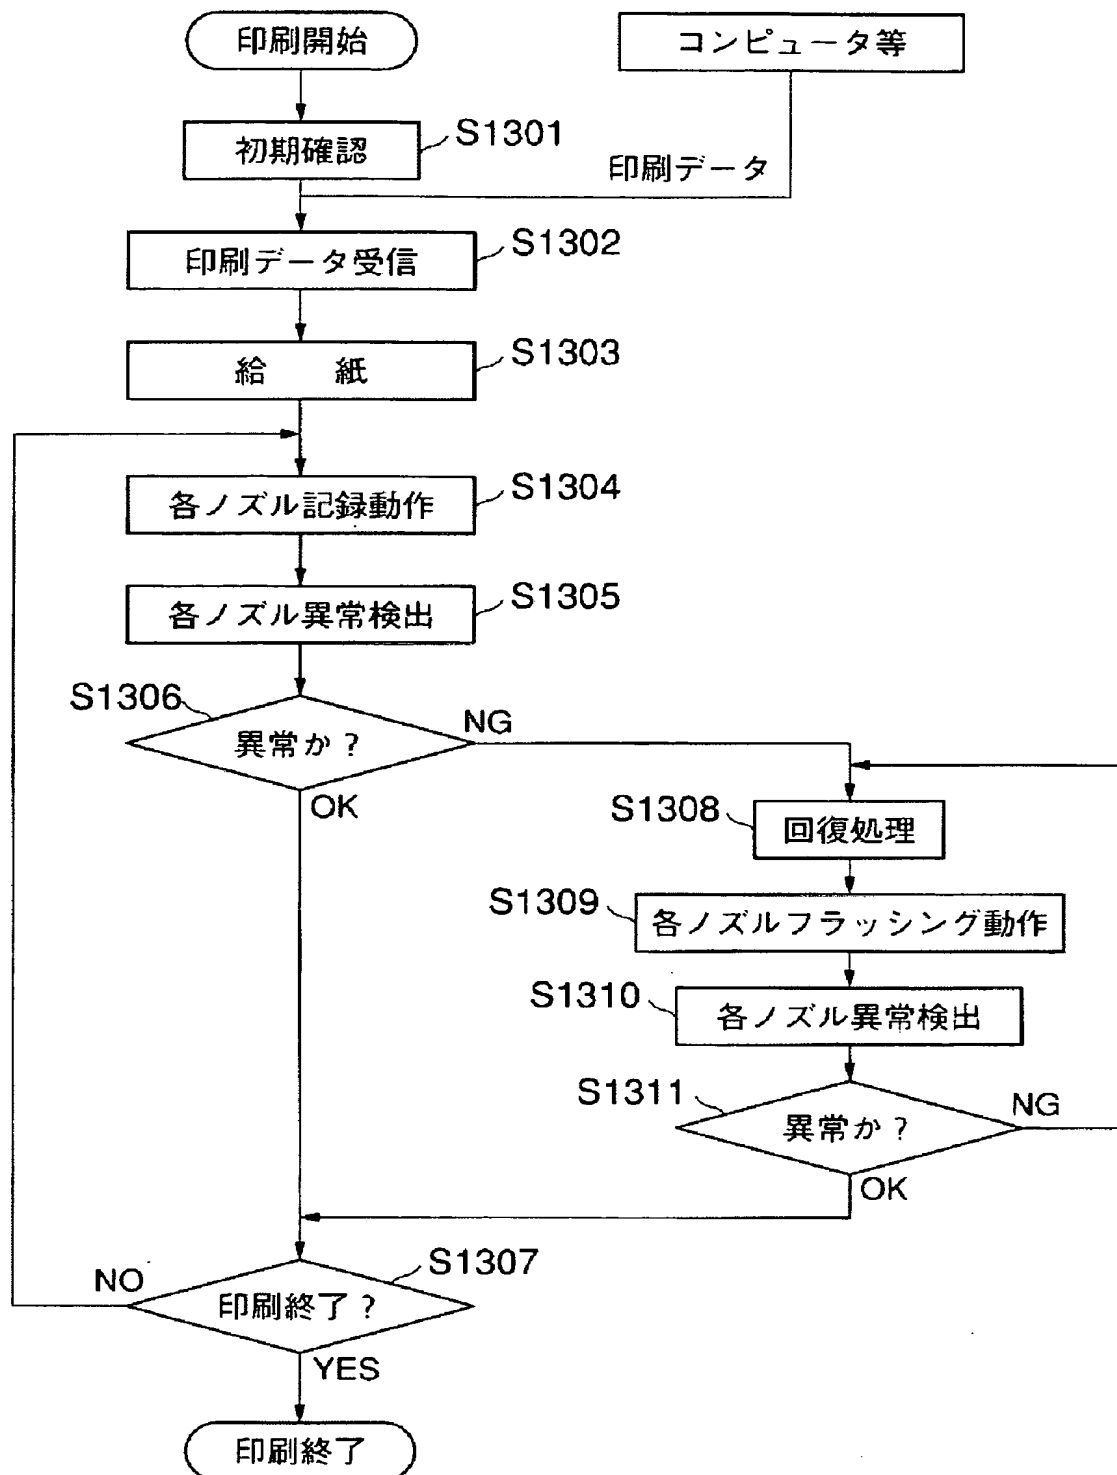 印刷開始
コンピュータ等
初期確認
S1301
印刷データ
印刷データ受信
S1302
給 紙
S1303
各ノズル記録動作
S1304
各ノズル異常検出
S1305
S1306
異常か?
NG
OK
S1308
回復処理
S1309
各ノズルフラッシング動作
S1310
各ノズル異常検出
S1311
異常か?
NG
OK
S1307
NO
印刷終了?
YES
印刷終了